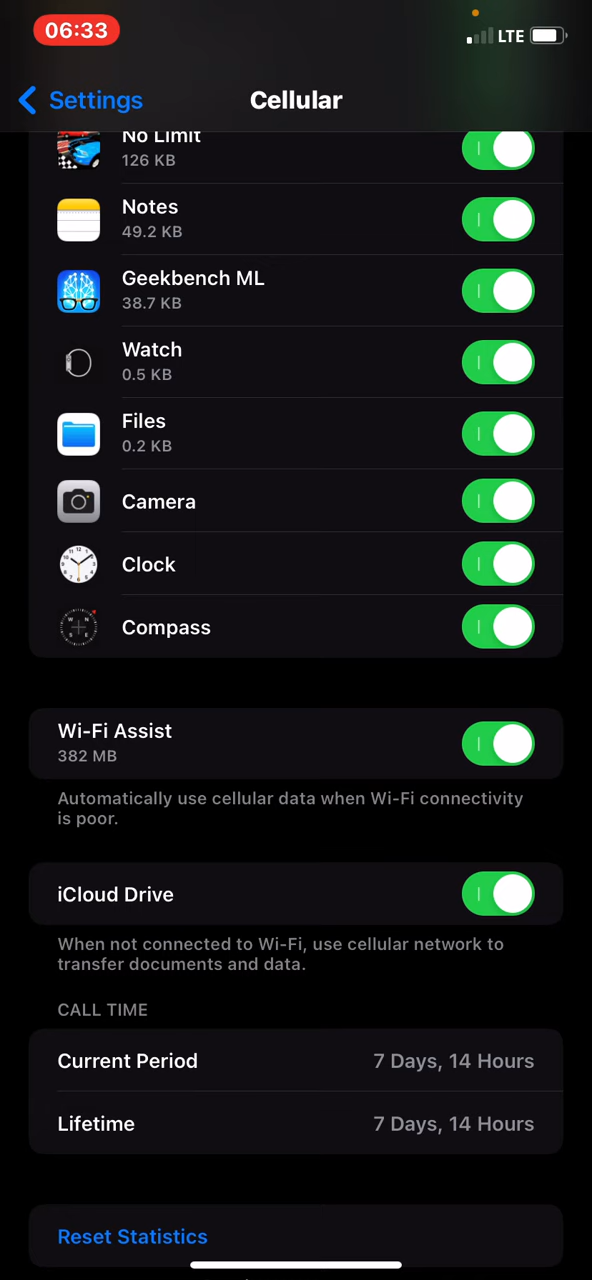 06:33
LTE
Settings
Cellular
No Limit
126 KB
Notes
49.2 KB
Geekbench ML
38.7 KB
Watch
0.5 KB
Files
0.2 KB
Camera
Clock
Compass
Wi-Fi Assist
382 MB
Automatically use cellular data when Wi-Fi connectivity
is poor.
iCloud Drive
When not connected to Wi-Fi, use cellular network to
transfer documents and data.
CALL TIME
Current Period 7 Days, 14 Hours
Lifetime 7 Days, 14 Hours
Reset Statistics